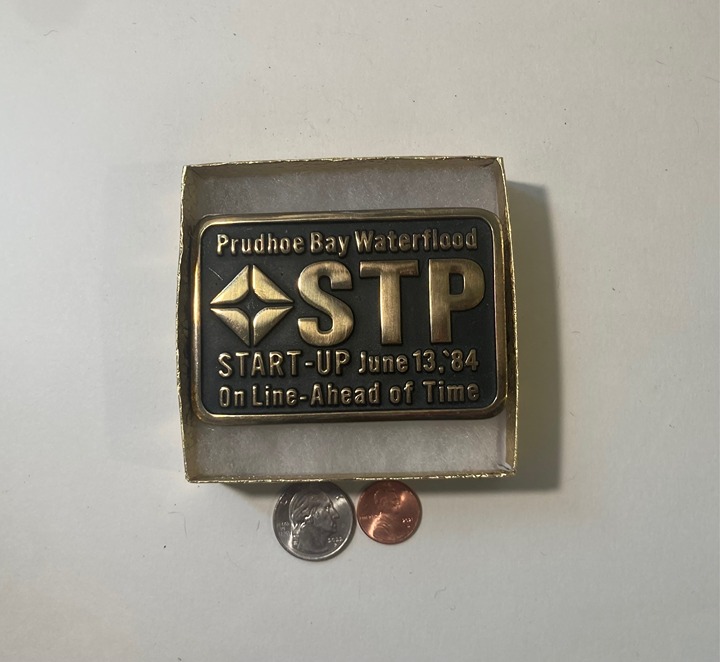 Prudhoe Bay Waterflood
STP
START-UP June 13,'84
On Line-Ahead of Time